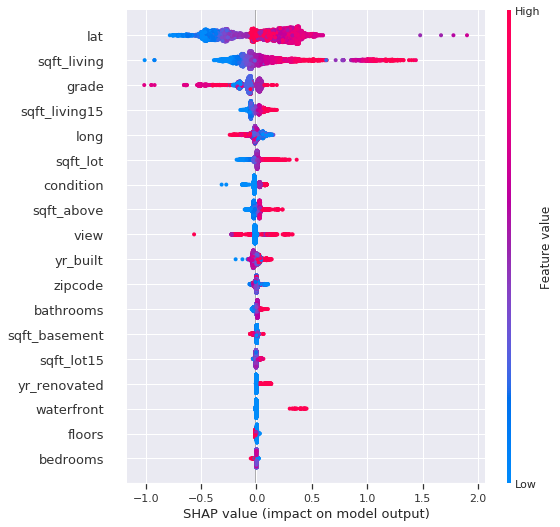 High
lat
sqft_living
grade
sqft_living15
long
sqft_lot
condition
sqft_above
view
yr_built
zipcode
bathrooms
sqft_basement
sqft_lot15
yr_renovated
waterfront
floors
bedrooms
Feature value
Low
−1.0 −0.5 0.0 0.5 1.0 1.5 2.0
SHAP value (impact on model output)